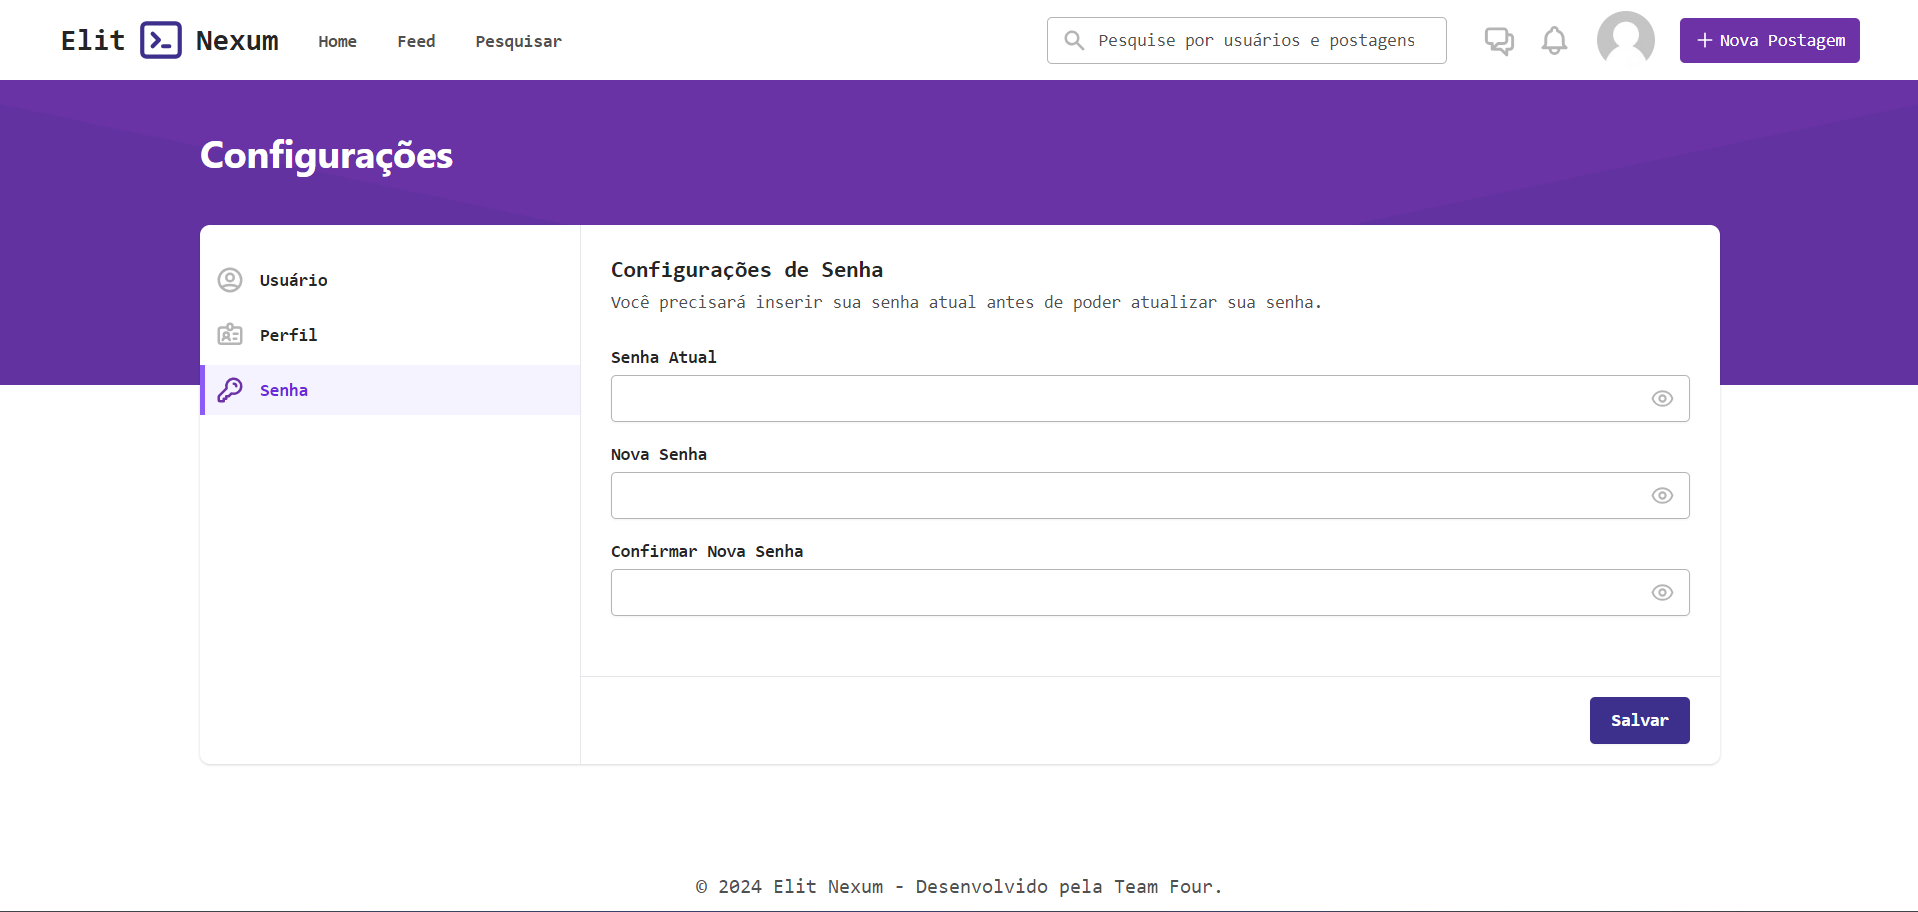 Elit Nexum Home Feed Pesquisar Pesquise por usuários e postagens + Nova Postagem
Configurações
Usuário
Perfil
Senha
Configurações de Senha
Você precisará inserir sua senha atual antes de poder atualizar sua senha.
Senha Atual
Nova Senha
Confirmar Nova Senha
Salvar
© 2024 Elit Nexum - Desenvolvido pela Team Four.